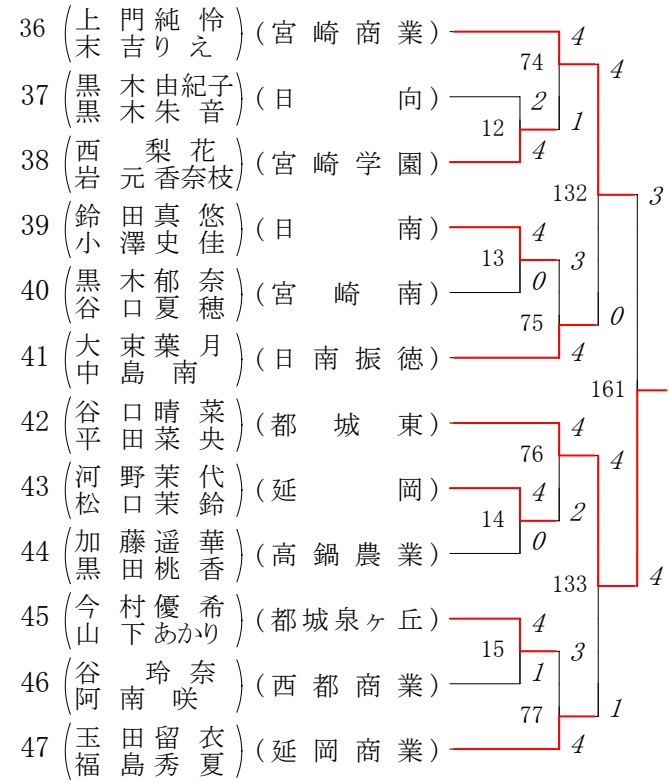 36 上門純怜 末吉りえ (宮崎商業) 4
74 4
37 黒木由紀子 黒木朱音 (日向) 2
12 1
38 西梨花 岩元香奈枝 (宮崎学園) 4
132 3
39 鈴田真悠 小澤史佳 (日南) 4
13 3
40 黒木郁奈 谷口夏穂 (宮崎南) 0
75 0
41 大束葉月 中島南 (日南振徳) 4
161
42 谷口晴菜 平田菜央 (都城東) 4
76 4
43 河野茉代 松口茉鈴 (延岡) 4
14 2
44 加藤遥華 黒田桃香 (高鍋農業) 0
133 4
45 今村優希 山下あかり (都城泉ヶ丘) 4
15 3
46 谷玲奈 阿南咲 (西都商業) 1
77 1
47 玉田留衣 福島秀夏 (延岡商業) 4